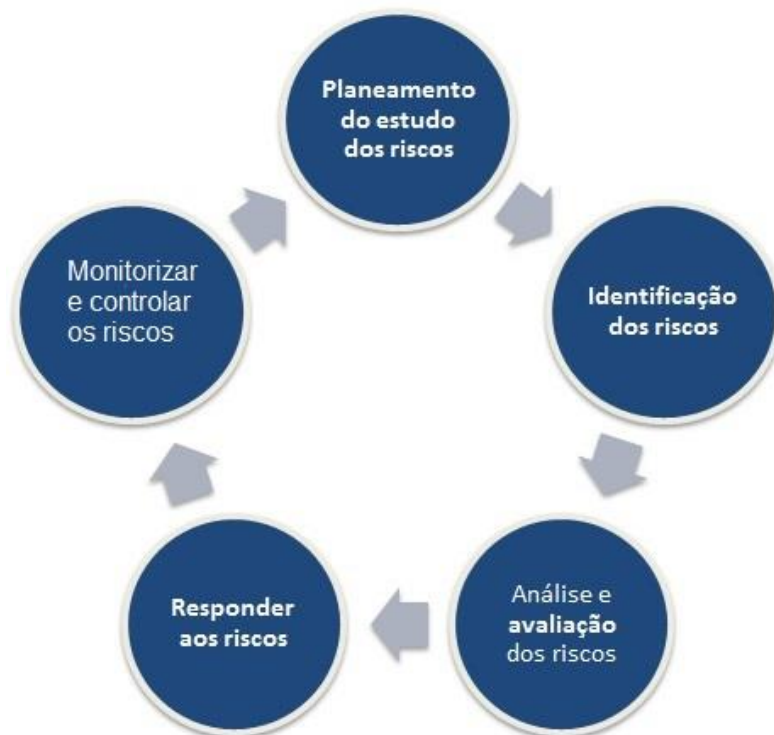 Planeamento
do estudo
dos riscos
Identificação
dos riscos
Análise e
avaliação
dos riscos
Responder
aos riscos
Monitorizar
e controlar
os riscos